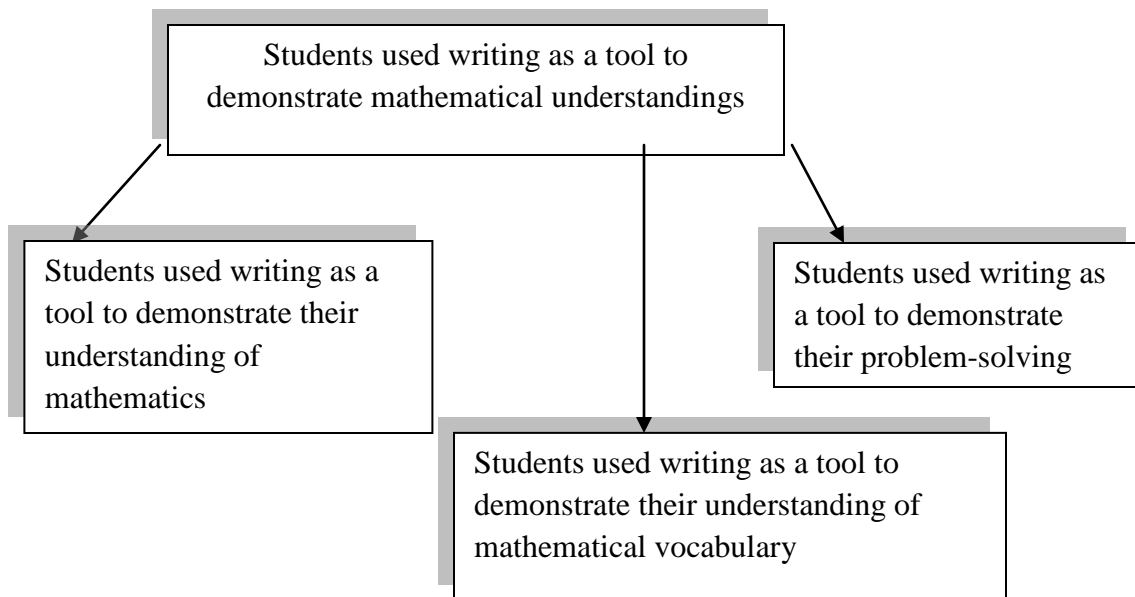 Students used writing as a tool to
demonstrate mathematical understandings
Students used writing as a
tool to demonstrate their
understanding of
mathematics
Students used writing as
a tool to demonstrate
their problem-solving
Students used writing as a tool to
demonstrate their understanding of
mathematical vocabulary